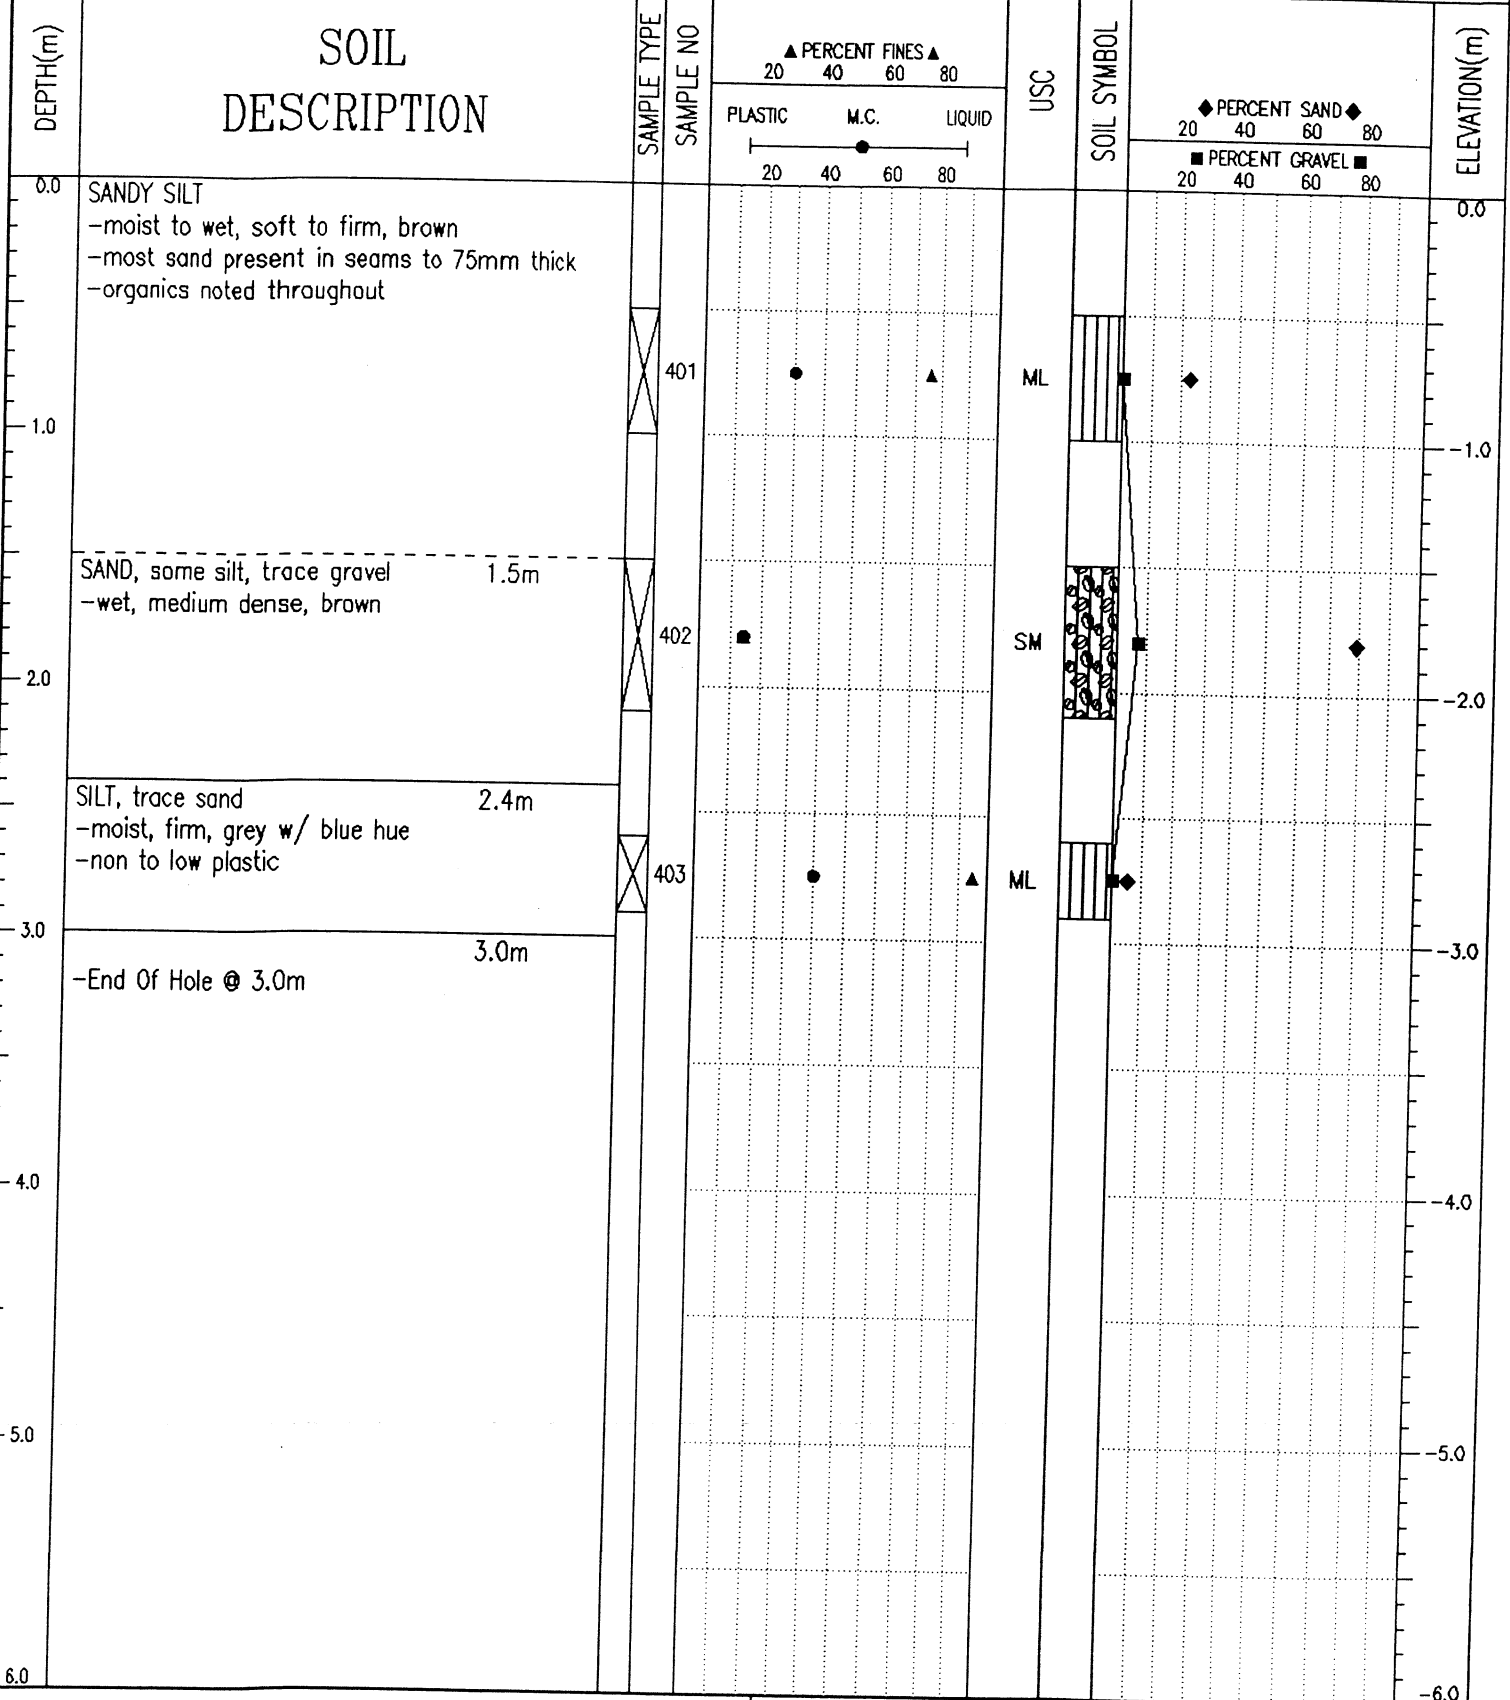 DEPTH(m)
SOIL
DESCRIPTION
SAMPLE TYPE
SAMPLE NO
▲ PERCENT FINES ▲
20 40 60 80
PLASTIC M.C. LIQUID
20 40 60 80
USC
SOIL SYMBOL
◆ PERCENT SAND ◆
20 40 60 80
■ PERCENT GRAVEL ■
20 40 60 80
ELEVATION(m)
0.0
SANDY SILT
0.0
-moist to wet, soft to firm, brown
-most sand present in seams to 75mm thick
-organics noted throughout
401 ML
1.0
-1.0
SAND, some silt, trace gravel 1.5m
-wet, medium dense, brown
402 SM
2.0
-2.0
SILT, trace sand 2.4m
-moist, firm, grey w/ blue hue
-non to low plastic
403 ML
3.0
3.0m
-3.0
-End Of Hole @ 3.0m
4.0
-4.0
5.0
-5.0
6.0
-6.0